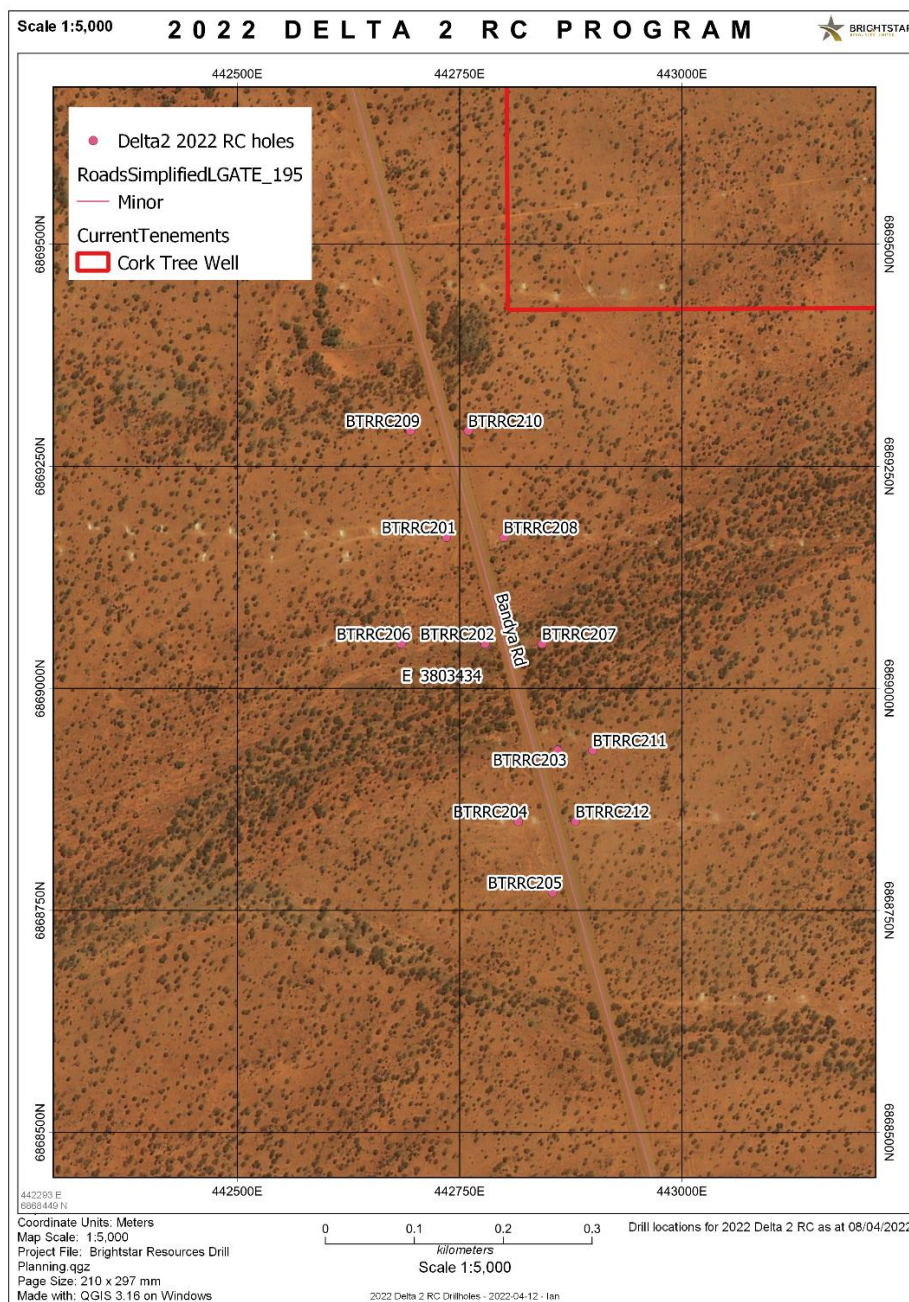 Scale 1:5,000
2022 DELTA 2 RC PROGRAM
BRIGHTSTAR
442500E 442750E 443000E
Delta2 2022 RC holes
RoadsSimplifiedLGATE_195
Minor
CurrentTenements
Cork Tree Well
6869500N 6869500N
BTRRC209 BTRRC210
6869250N 6869250N
BTRRC201 BTRRC208
Bandya Rd
BTRRC206 BTRRC202 BTRRC207
E 3803434
6869000N 6869000N
BTRRC211
BTRRC203
BTRRC204 BTRRC212
BTRRC205
6868750N 6868750N
6868500N 6868500N
442500E 442750E 443000E
442293 E
6868449 N
Coordinate Units: Meters
Map Scale: 1:5,000
Project File: Brightstar Resources Drill
Planning.qgz
Page Size: 210 x 297 mm
Made with: QGIS 3.16 on Windows
0 0.1 0.2 0.3
kilometers
Scale 1:5,000
2022 Delta 2 RC Drillholes - 2022-04-12 - Ian
Drill locations for 2022 Delta 2 RC as at 08/04/2022